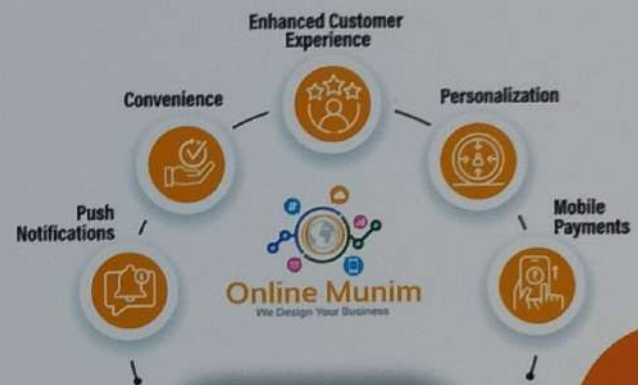 Enhanced Customer
Experience
Convenience
Personalization
Push
Notifications
Mobile
Payments
Online Munim
We Design Your Business